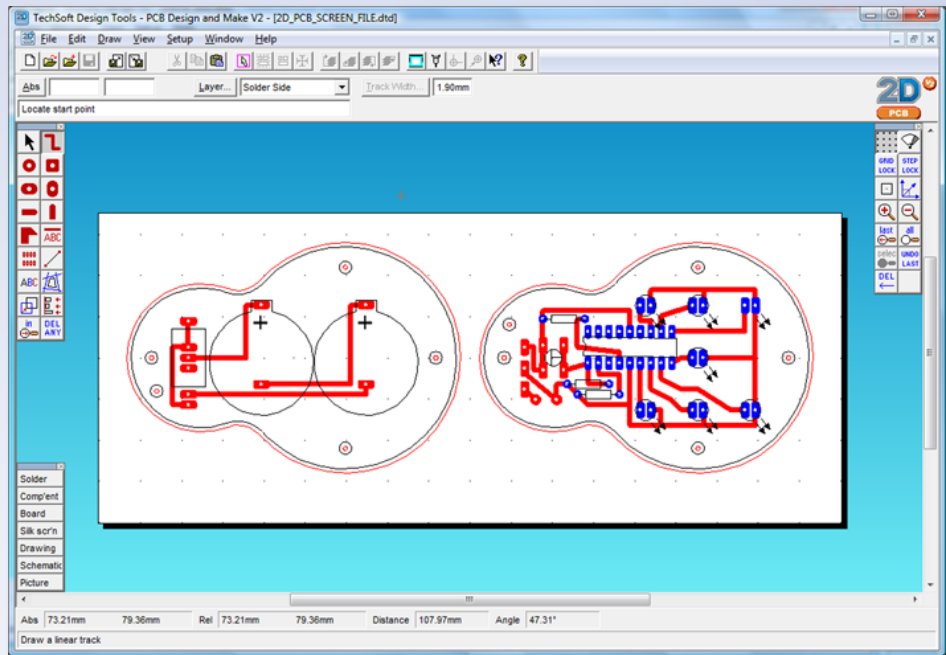 TechSoft Design Tools - PCB Design and Make V2 - [2D_PCB_SCREEN_FILE.dtd]
File Edit Draw View Setup Window Help
Abs Layer... Solder Side Track Width... 1.90mm
Locate start point
2D
PCB
GRID LOCK STEP LOCK
last all
selec UNDO LAST
DEL
ABC
ABC
in DEL ANY
Solder
Comp'ent
Board
Silk scr'n
Drawing
Schematic
Picture
Abs 73.21mm 79.36mm Rel 73.21mm 79.36mm Distance 107.97mm Angle 47.31°
Draw a linear track